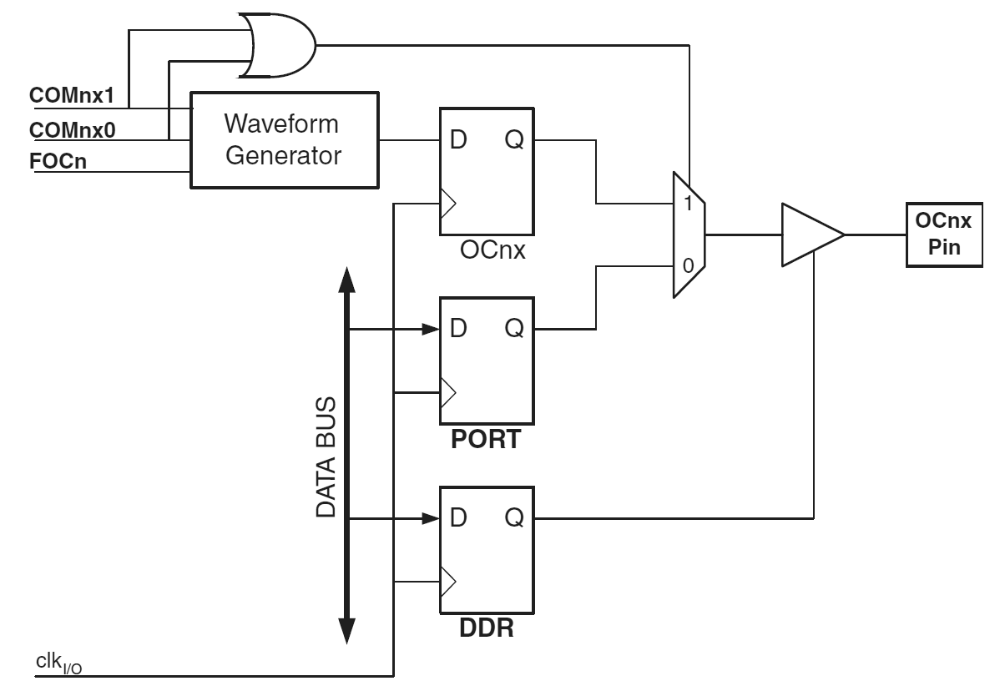 COMnx1
COMnx0
FOCn
Waveform
Generator
D Q
OCnx
1
0
OCnx
Pin
D Q
PORT
DATA BUS
D Q
DDR
clkI/O